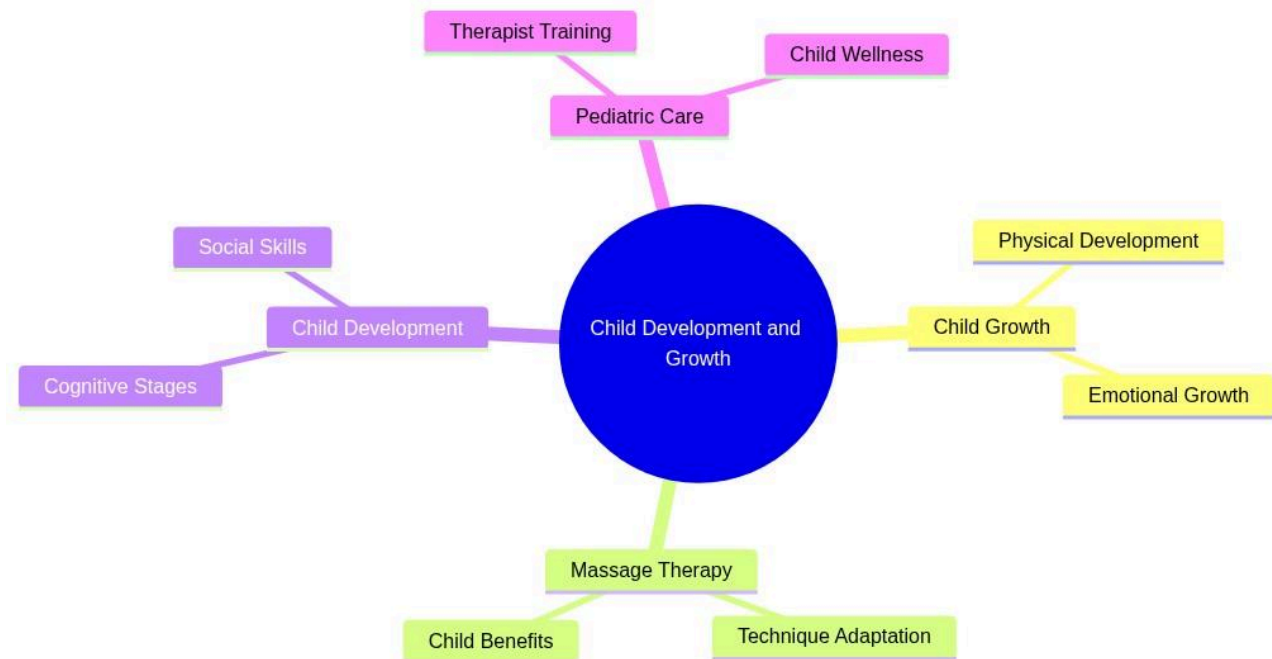 Therapist Training
Child Wellness
Pediatric Care
Social Skills
Physical Development
Child Development
Child Development and
Growth
Child Growth
Cognitive Stages
Emotional Growth
Massage Therapy
Child Benefits
Technique Adaptation